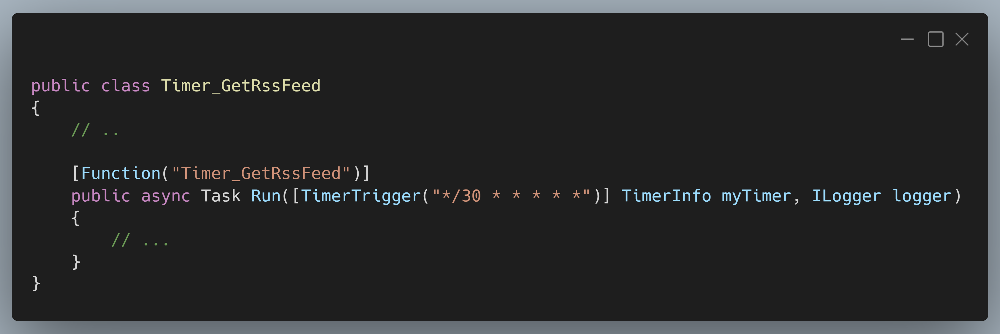 public class Timer_GetRssFeed
{
    // ..

    [Function("Timer_GetRssFeed")]
    public async Task Run([TimerTrigger("*/30 * * * * *")] TimerInfo myTimer, ILogger logger)
    {
        // ...
    }
}